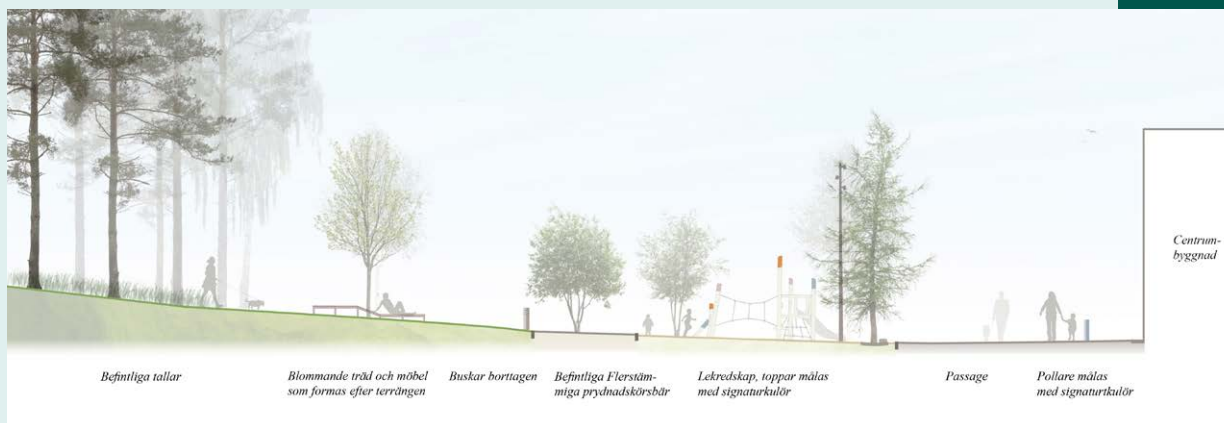 Centrum-
byggnad
Befintliga tallar
Blommande träd och möbel
som formas efter terrängen
Buskar borttagen
Befintliga Flerstäm-
miga prydnadskörsbär
Lekredskap, toppar målas
med signaturkulör
Passage
Pollare målas
med signaturtkulör